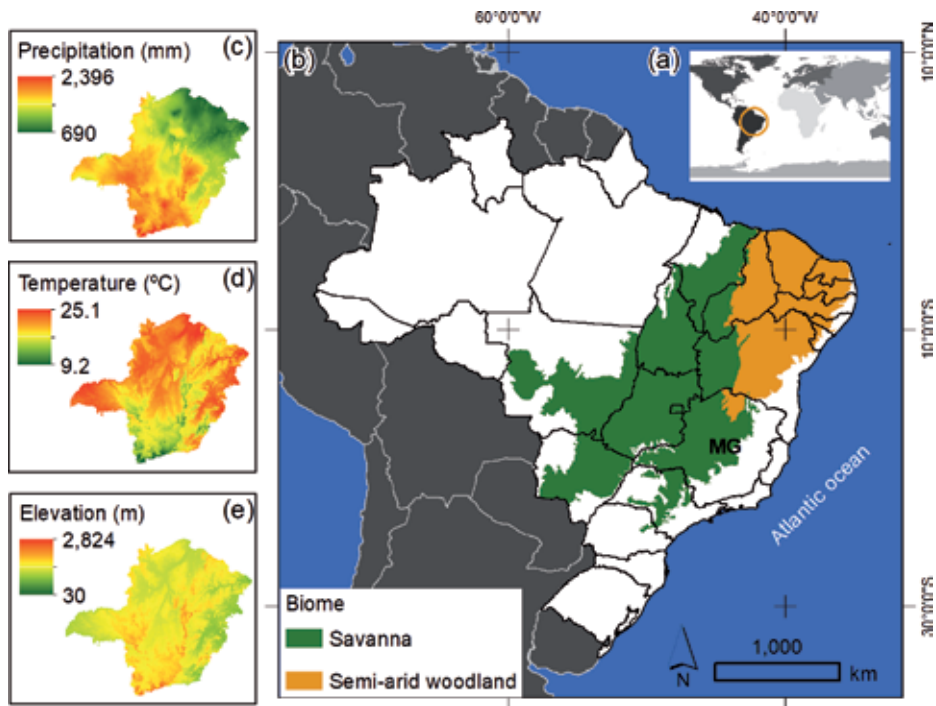 60°0'0"W
40°0'0"W
Precipitation (mm)
(c)
2,396
690
Temperature (ºC)
(d)
25.1
9.2
Elevation (m)
(e)
2,824
30
(b)
(a)
10°0'0"N
10°0'0"S
30°0'0"S
MG
Atlantic ocean
Biome
Savanna
Semi-arid woodland
N
1,000
km